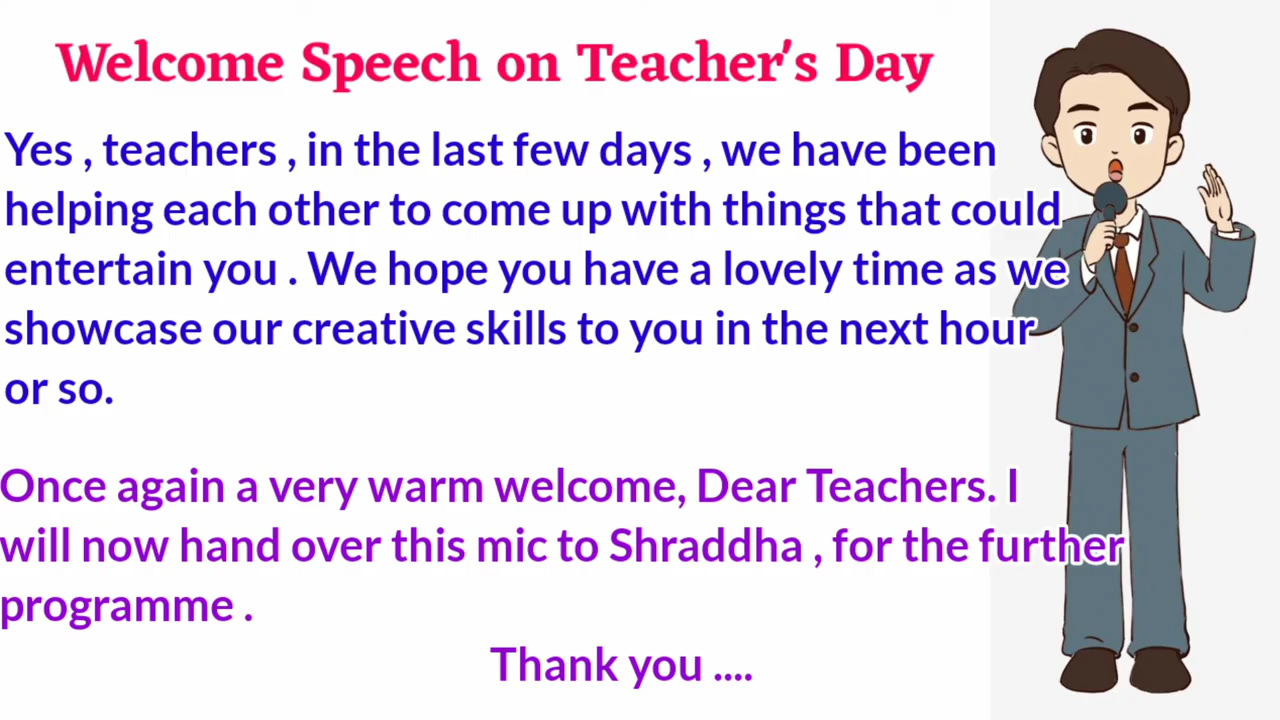 Welcome Speech on Teacher's Day
Yes , teachers , in the last few days , we have been
helping each other to come up with things that could
entertain you . We hope you have a lovely time as we
showcase our creative skills to you in the next hour
or so.
Once again a very warm welcome, Dear Teachers. I
will now hand over this mic to Shraddha , for the further
programme .
Thank you ....